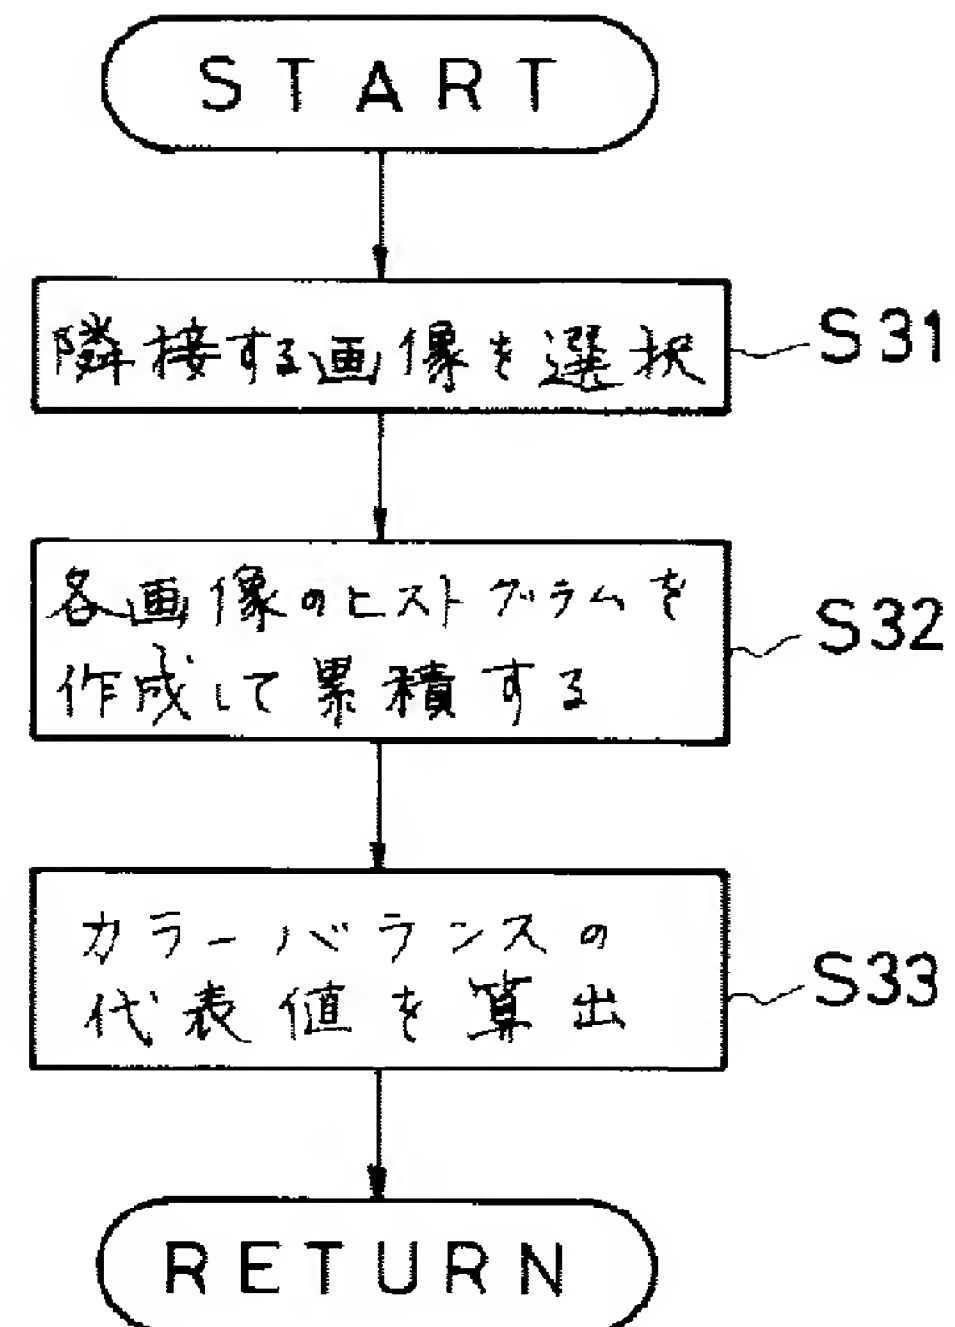 START
隣接する画像を選択
S31
各画像のヒストグラムを
作成して累積する
S32
カラーバランスの
代表値を算出
S33
RETURN